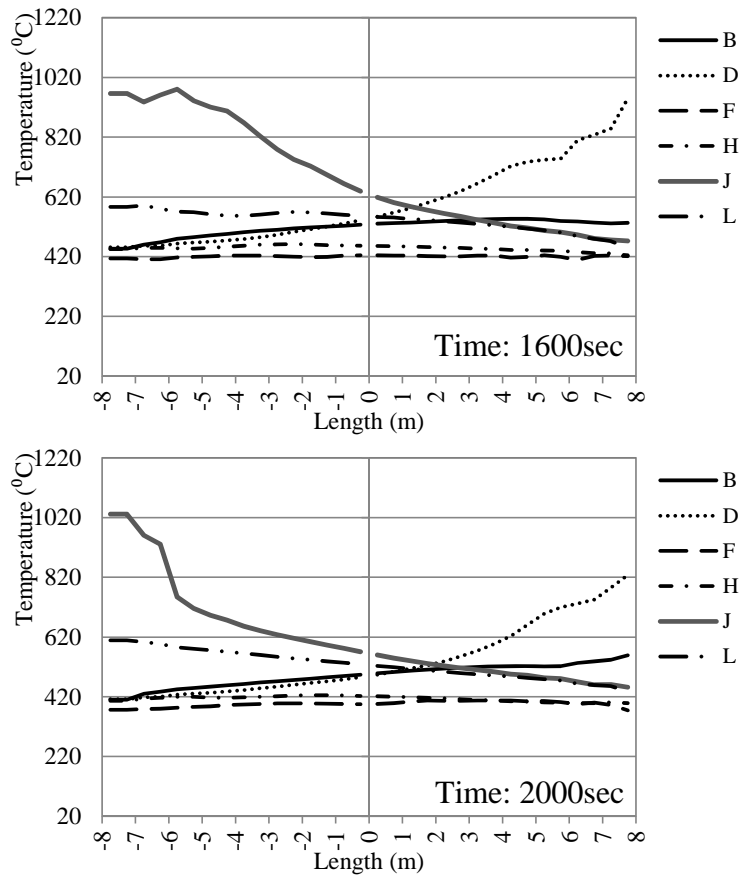 Temperature (⁰C)
1220
1020
820
620
420
220
20
-8
-7
-6
-5
-4
-3
-2
-1
0
1
2
3
4
5
6
7
8
Length (m)
Time: 1600sec
B
D
F
H
J
L
Temperature (⁰C)
1220
1020
820
620
420
220
20
-8
-7
-6
-5
-4
-3
-2
-1
0
1
2
3
4
5
6
7
8
Length (m)
Time: 2000sec
B
D
F
H
J
L